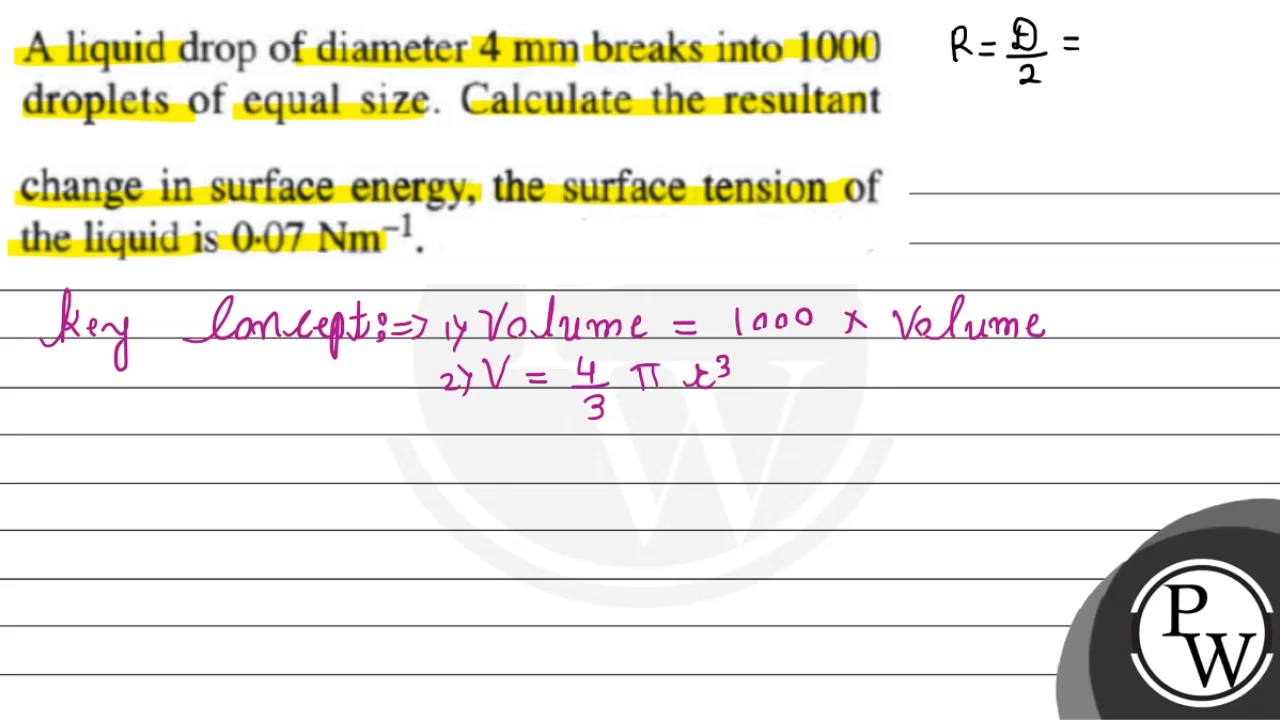 A liquid drop of diameter 4 mm breaks into 1000
droplets of equal size. Calculate the resultant
change in surface energy, the surface tension of
the liquid is 0·07 Nm⁻¹.
R = D/2 =
Key Concept:⇒ 1) Volume = 1000 × Volume
2) V = 4/3 π r³
PW